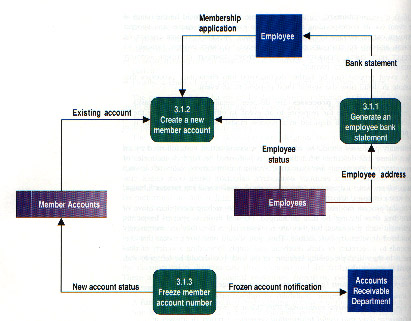 Membership
application
Employee
Bank statement
3.1.2
Create a new
member account
3.1.1
Generate an
employee bank
statement
Existing account
Employee
status
Employee address
Member Accounts
Employees
3.1.3
Freeze member
account number
New account status
Frozen account notification
Accounts
Receivable
Department